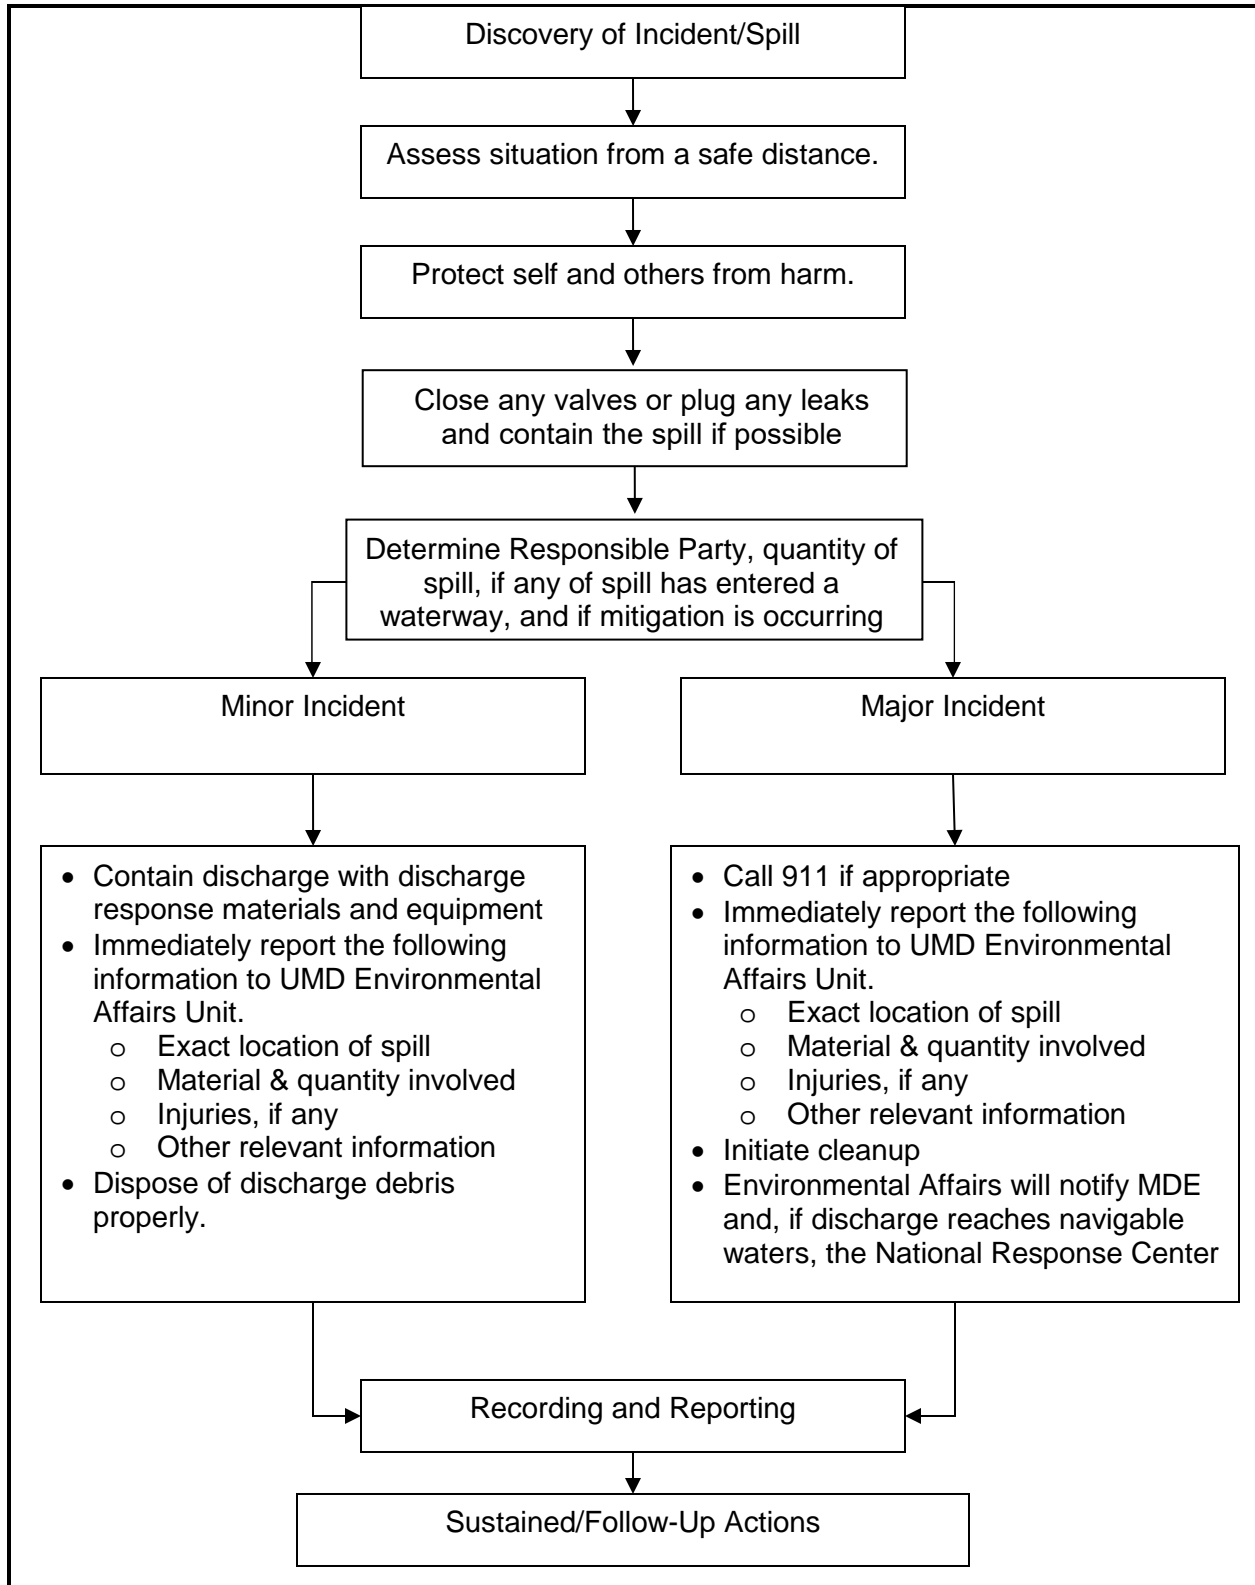 Discovery of Incident/Spill
Assess situation from a safe distance.
Protect self and others from harm.
Close any valves or plug any leaks
and contain the spill if possible
Determine Responsible Party, quantity of
spill, if any of spill has entered a
waterway, and if mitigation is occurring
Minor Incident
Major Incident
• Contain discharge with discharge
response materials and equipment
• Immediately report the following
information to UMD Environmental
Affairs Unit.
o Exact location of spill
o Material & quantity involved
o Injuries, if any
o Other relevant information
• Dispose of discharge debris
properly.
• Call 911 if appropriate
• Immediately report the following
information to UMD Environmental
Affairs Unit.
o Exact location of spill
o Material & quantity involved
o Injuries, if any
o Other relevant information
• Initiate cleanup
• Environmental Affairs will notify MDE
and, if discharge reaches navigable
waters, the National Response Center
Recording and Reporting
Sustained/Follow-Up Actions